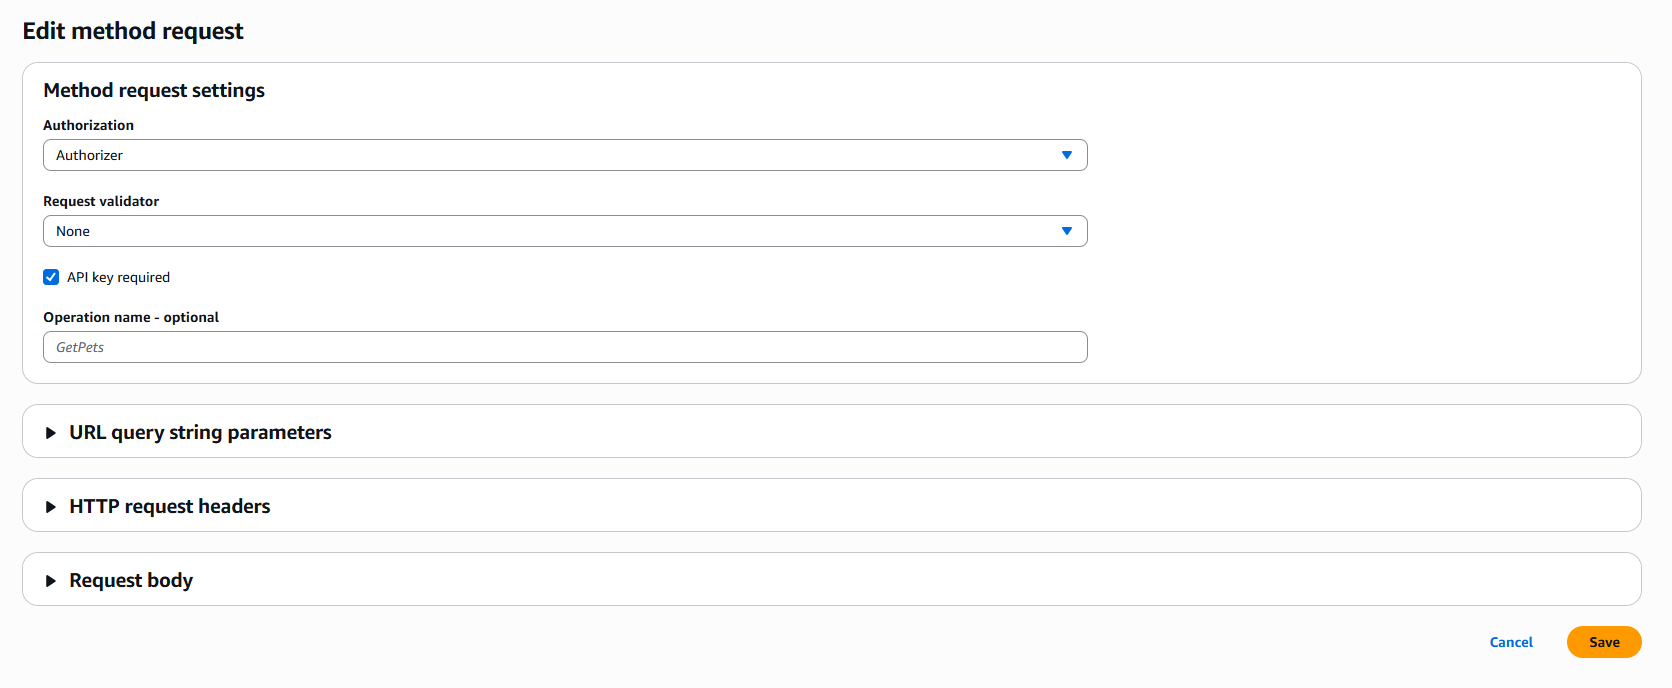 Edit method request
Method request settings
Authorization
Authorizer
Request validator
None
API key required
Operation name - optional
GetPets
URL query string parameters
HTTP request headers
Request body
Cancel
Save